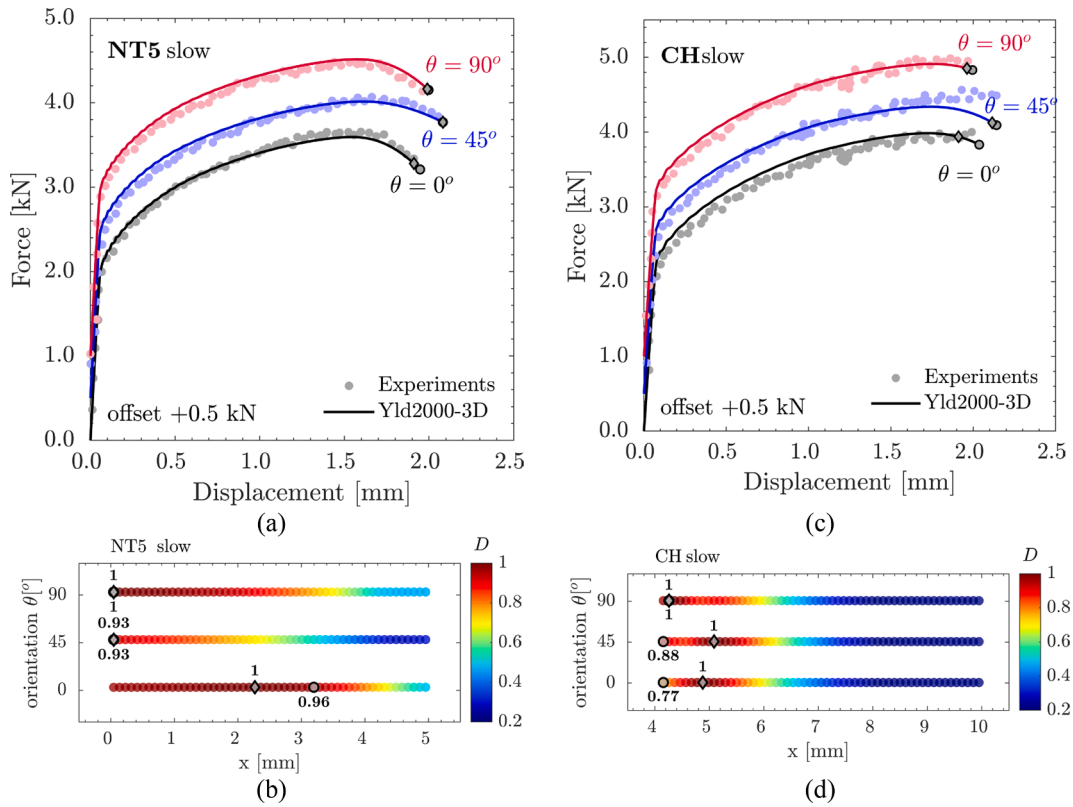 NT5 slow
θ = 90°
θ = 45°
θ = 0°
Experiments
Yld2000-3D
offset +0.5 kN
Force [kN]
5.0
4.0
3.0
2.0
1.0
0.0
0.0 0.5 1.0 1.5 2.0 2.5
Displacement [mm]
(a)
CH slow
θ = 90°
θ = 45°
θ = 0°
Experiments
Yld2000-3D
offset +0.5 kN
Force [kN]
5.0
4.0
3.0
2.0
1.0
0.0
0.0 0.5 1.0 1.5 2.0 2.5
Displacement [mm]
(c)
NT5 slow
D
orientation θ[°]
90
45
0
1
1
0.93
0.93
1
0.96
1
0.8
0.6
0.4
0.2
0 1 2 3 4 5
x [mm]
(b)
CH slow
D
orientation θ[°]
90
45
0
1
1
1
0.88
1
0.77
1
0.8
0.6
0.4
0.2
4 5 6 7 8 9 10
x [mm]
(d)